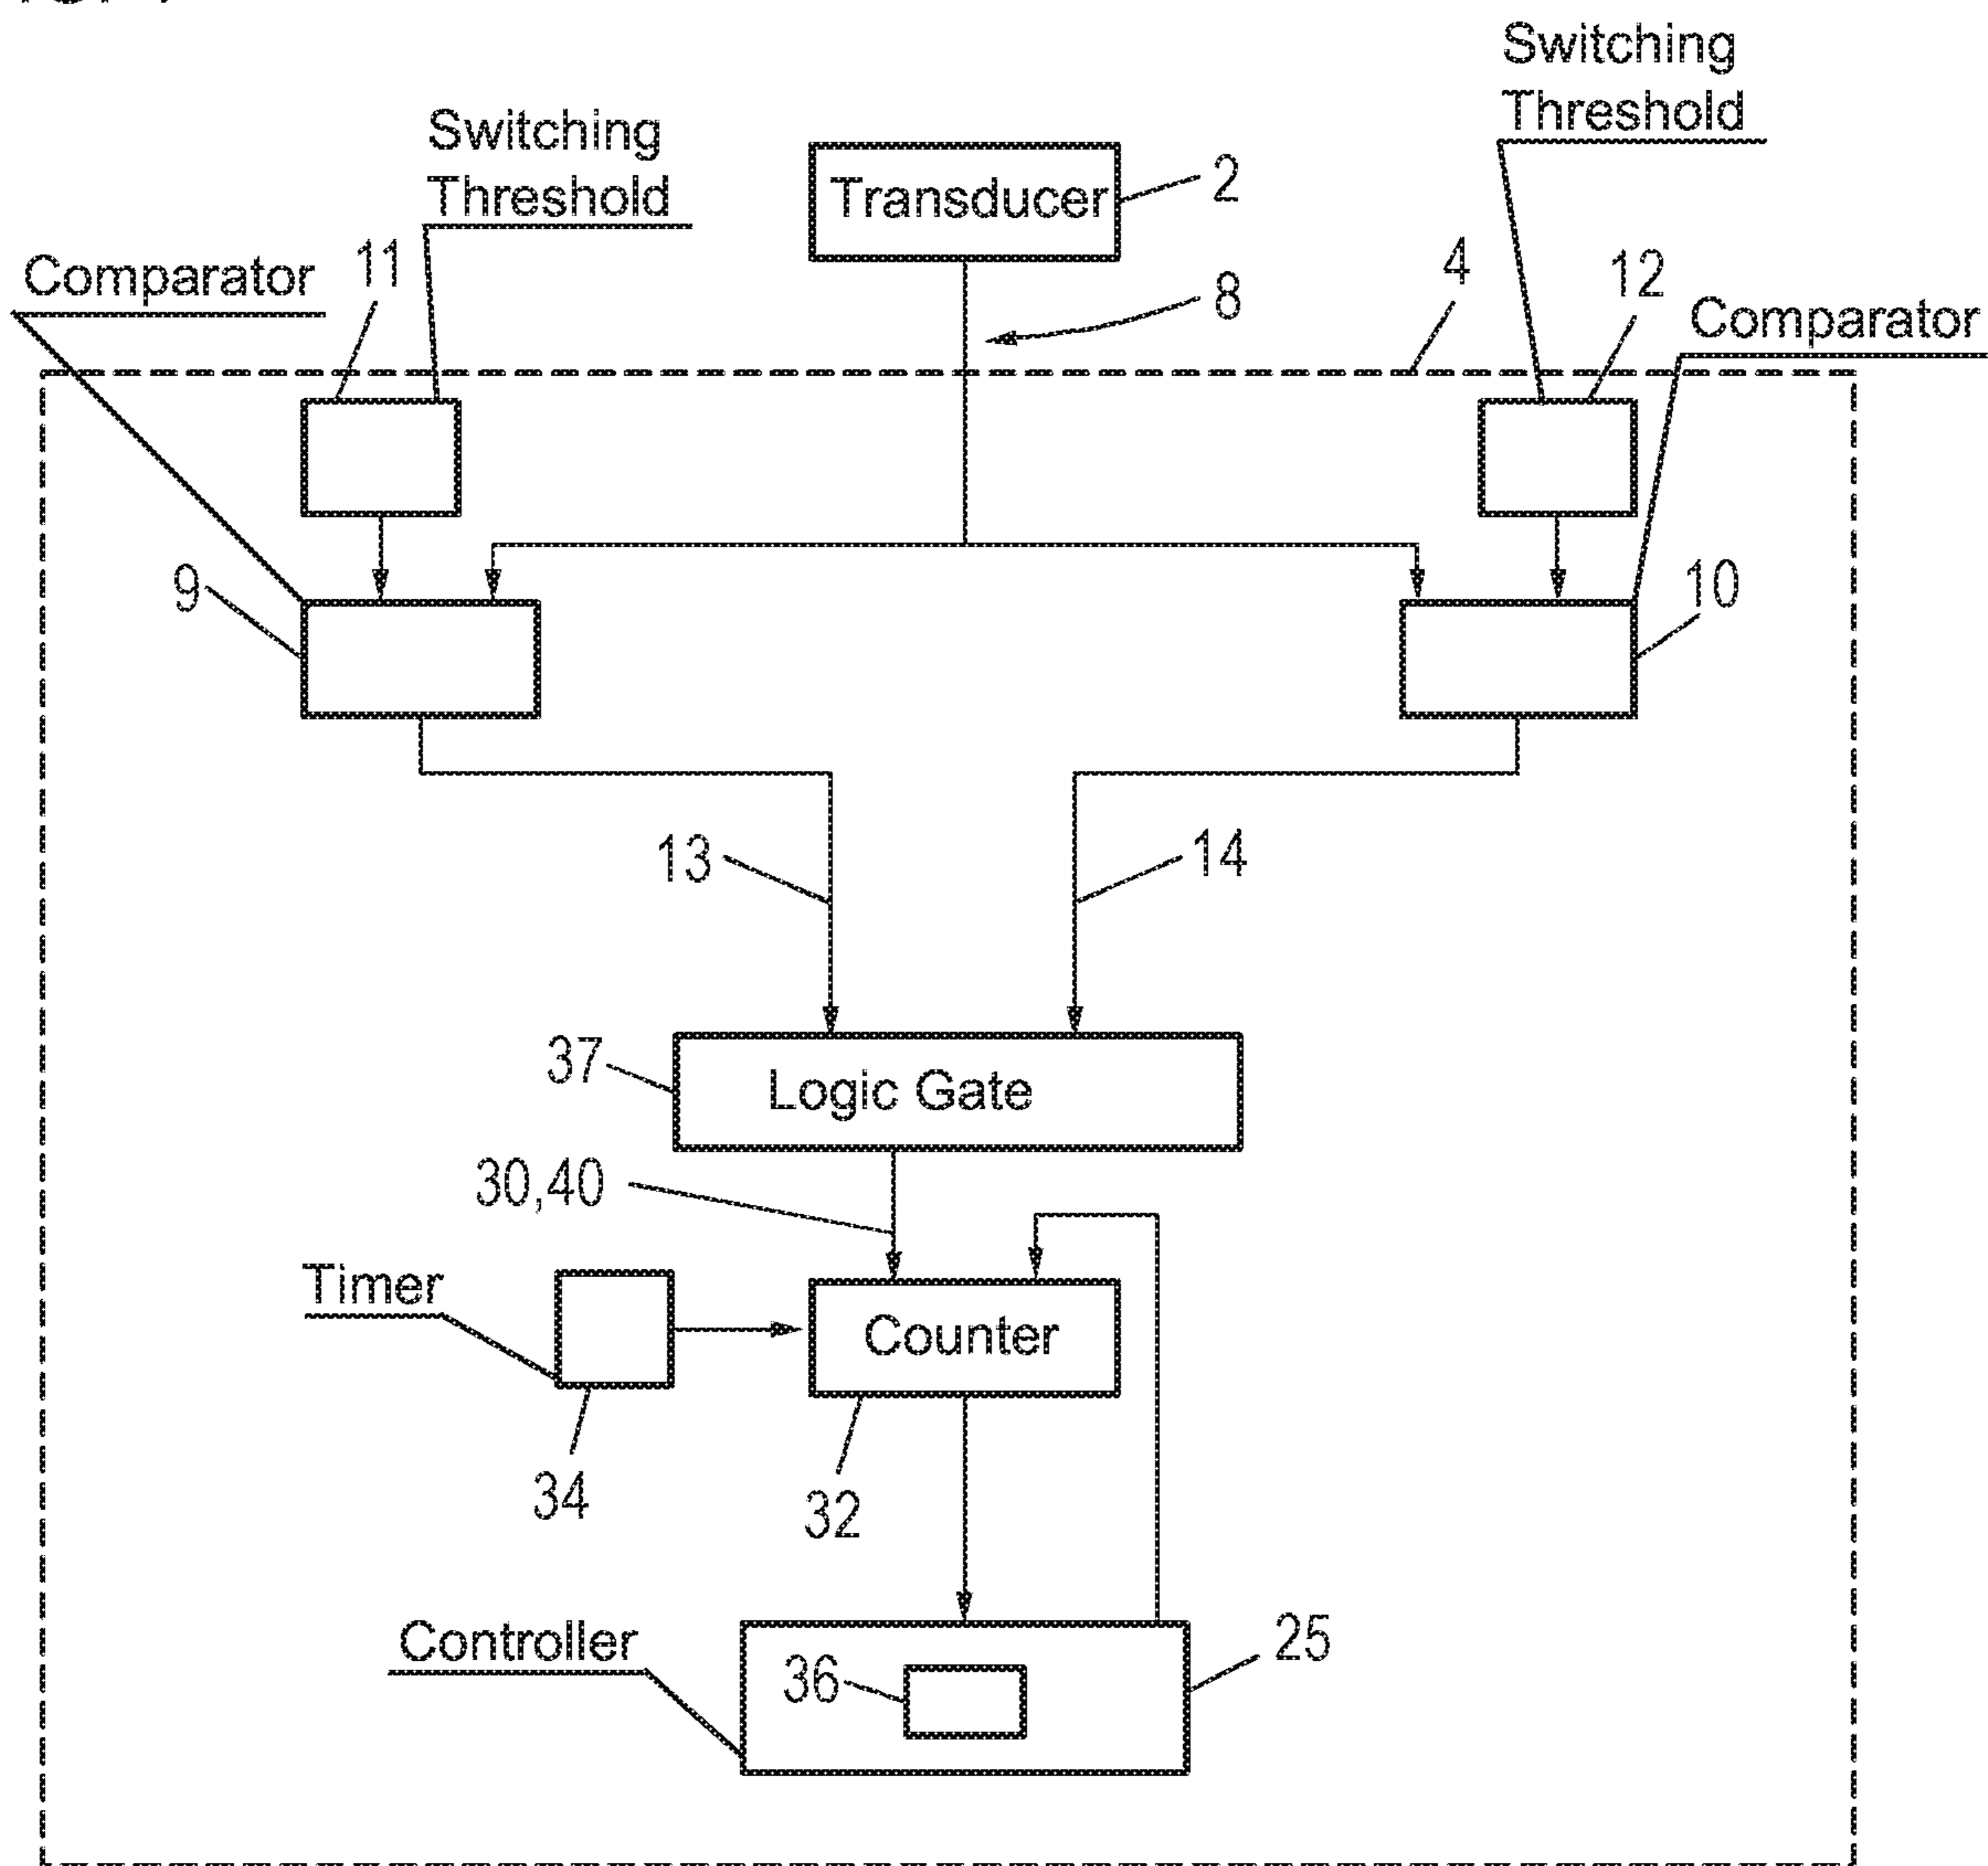 Switching
Threshold
Switching
Threshold
Transducer
2
Comparator
11
8
4
12
Comparator
9
10
13
14
37
Logic Gate
30,40
Timer
Counter
34
32
Controller
36
25